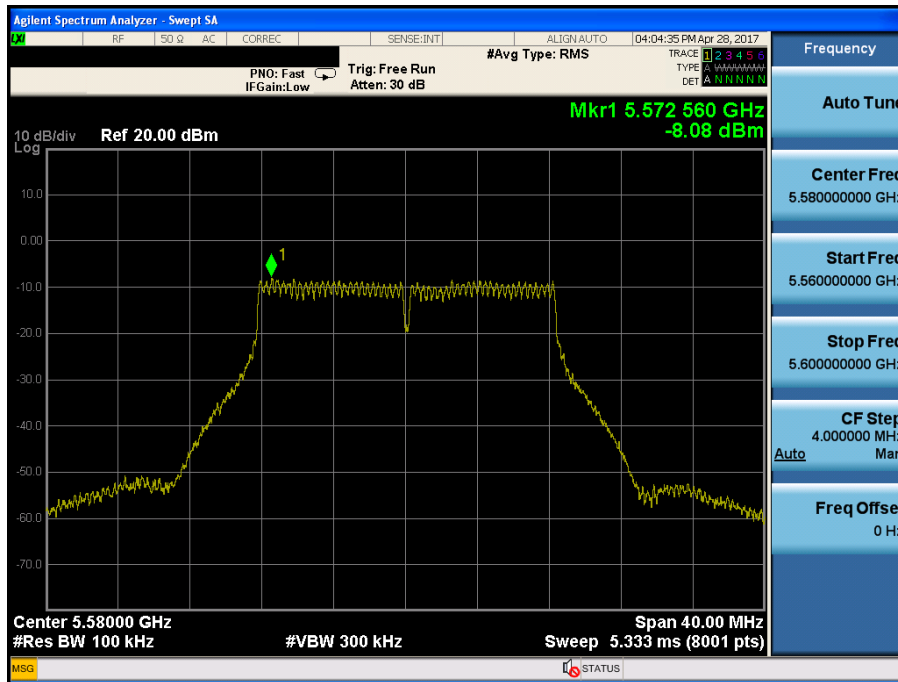 Agilent Spectrum Analyzer - Swept SA
LXI RF 50 Ω AC CORREC SENSE:INT ALIGN AUTO 04:04:35 PM Apr 28, 2017
Frequency
#Avg Type: RMS
TRACE 1 2 3 4 5 6
PNO: Fast Trig: Free Run
TYPE A WWWWW
IFGain:Low Atten: 30 dB
DET A N N N N N
Auto Tune
Mkr1 5.572 560 GHz
-8.08 dBm
10 dB/div Ref 20.00 dBm
Log
Center Freq
5.580000000 GHz
10.0
0.00
Start Freq
5.560000000 GHz
1
-10.0
-20.0
Stop Freq
5.600000000 GHz
-30.0
-40.0
CF Step
4.000000 MHz
Auto Man
-50.0
-60.0
Freq Offset
0 Hz
-70.0
Center 5.58000 GHz Span 40.00 MHz
#Res BW 100 kHz #VBW 300 kHz Sweep 5.333 ms (8001 pts)
MSG STATUS